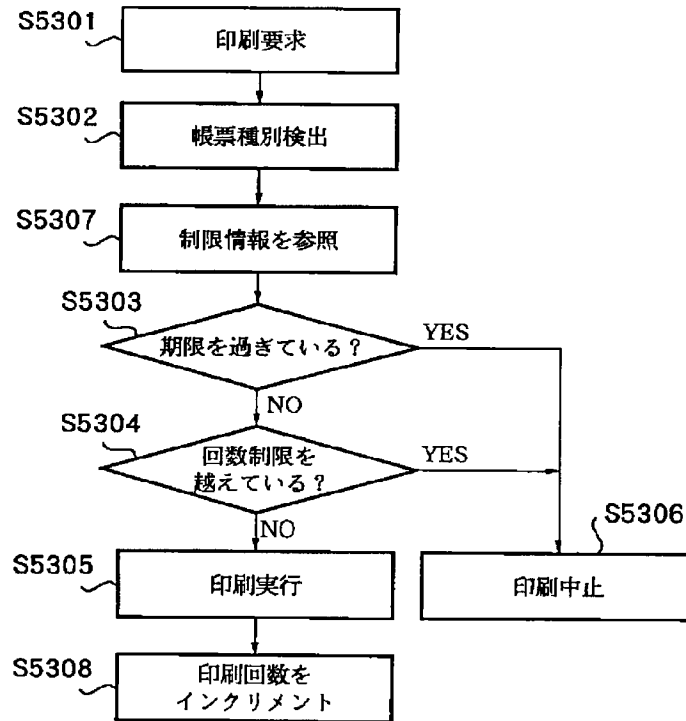 S5301
印刷要求
S5302
帳票種別検出
S5307
制限情報を参照
S5303
期限を過ぎている?
YES
NO
S5304
回数制限を
越えている?
YES
NO
S5305
印刷実行
S5306
印刷中止
S5308
印刷回数を
インクリメント